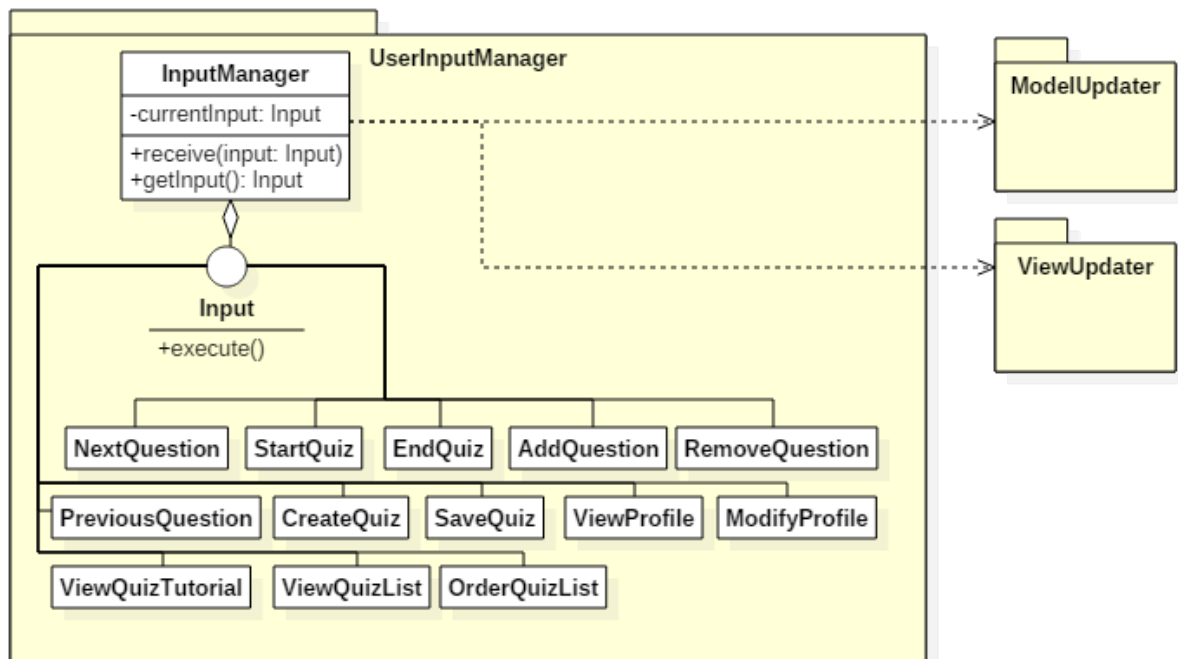 UserInputManager
InputManager
-currentInput: Input
+receive(input: Input)
+getInput(): Input
ModelUpdater
ViewUpdater
Input
+execute()
NextQuestion
StartQuiz
EndQuiz
AddQuestion
RemoveQuestion
PreviousQuestion
CreateQuiz
SaveQuiz
ViewProfile
ModifyProfile
ViewQuizTutorial
ViewQuizList
OrderQuizList